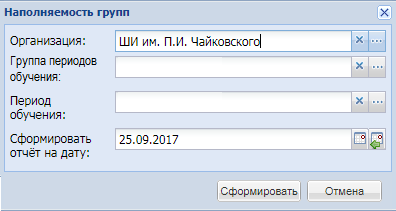 Наполняемость групп
Организация: ШИ им. П.И. Чайковского
Группа периодов
обучения:
Период
обучения:
Сформировать 25.09.2017
отчёт на дату:
Сформировать Отмена